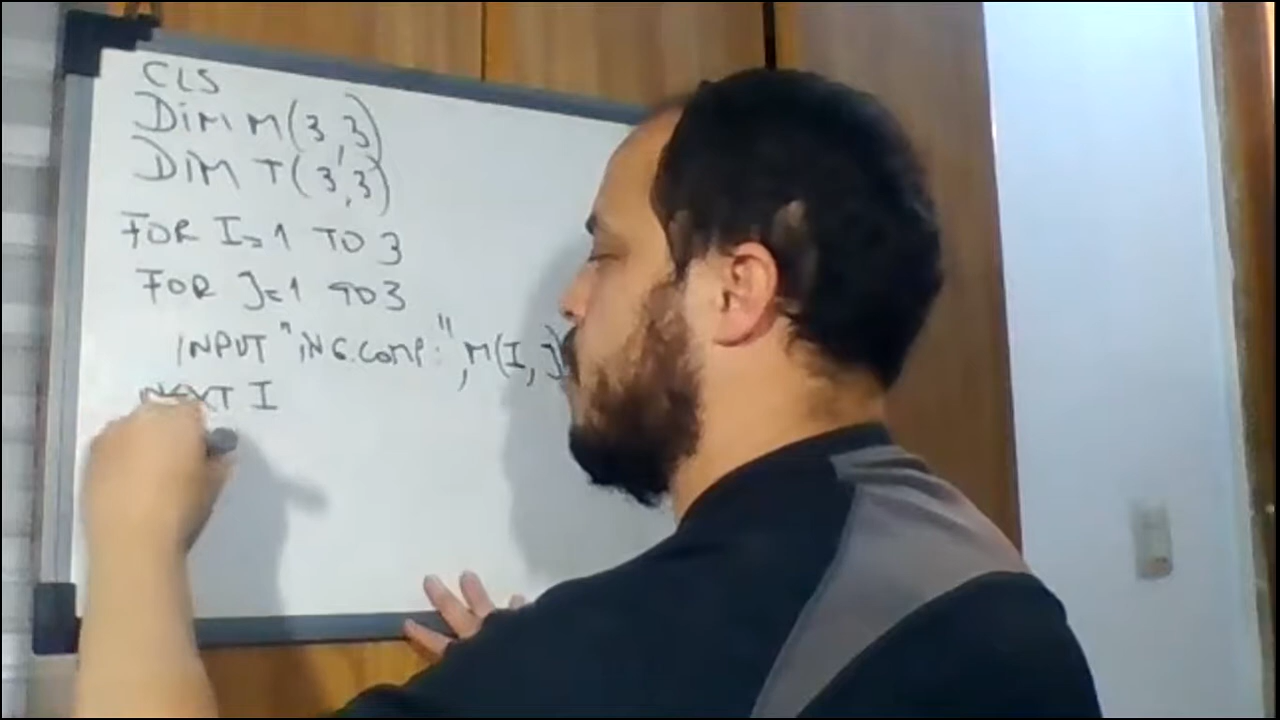 CLS
DIM M(3,3)
DIM T(3,3)
FOR I=1 TO 3
FOR J=1 TO 3
INPUT "ING.COMP:",M(I,J)
NEXT I